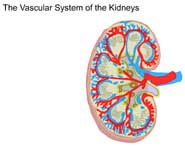 The Vascular System of the Kidneys